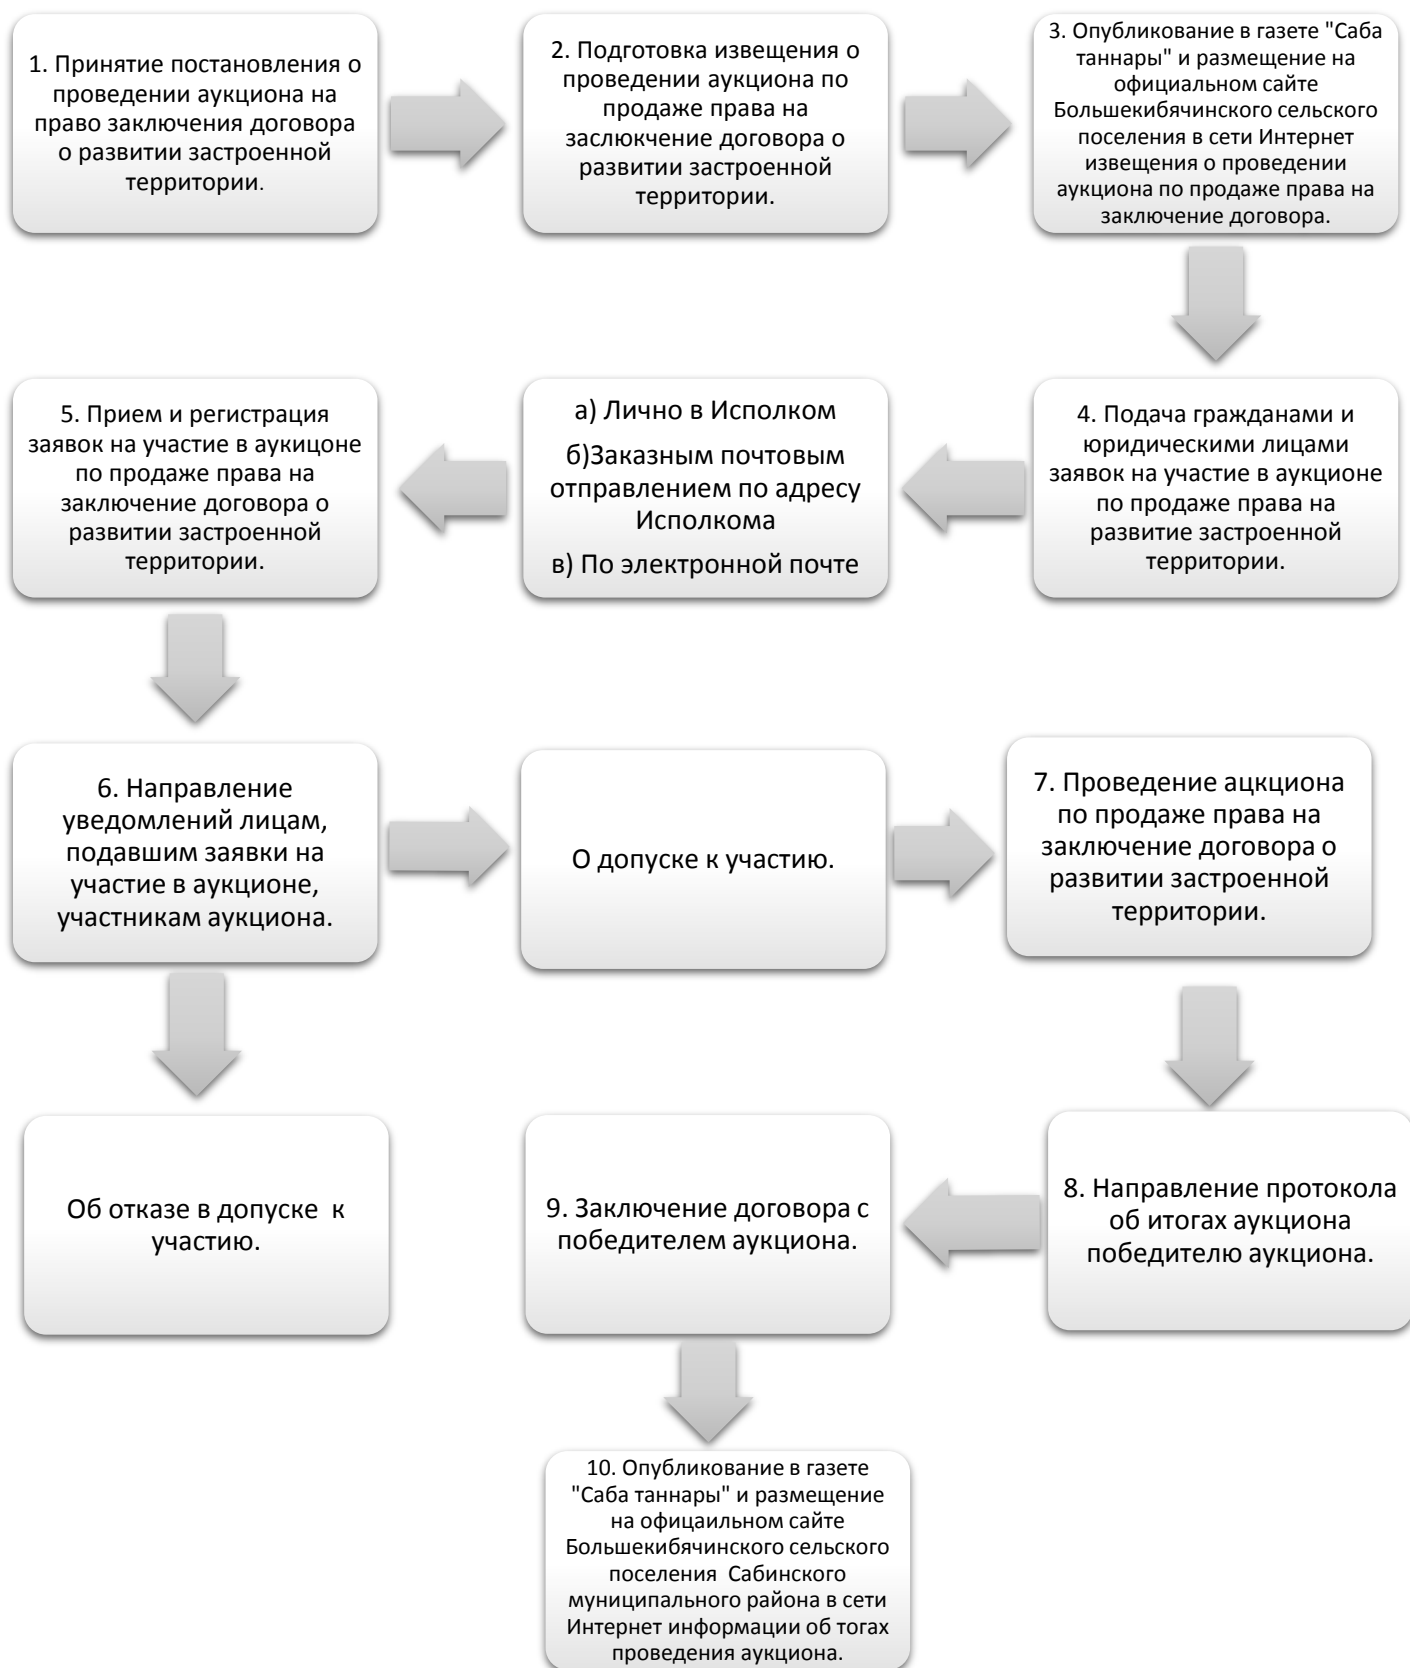 1. Принятие постановления о
проведении аукциона на
право заключения договора
о развитии застроенной
территории.
2. Подготовка извещения о
проведении аукциона по
продаже права на
заслюкчение договора о
развитии застроенной
территории.
3. Опубликование в газете "Саба
таннары" и размещение на
официальном сайте
Большекибячинского сельского
поселения в сети Интернет
извещения о проведении
аукциона по продаже права на
заключение договора.
4. Подача гражданами и
юридическими лицами
заявок на участие в аукционе
по продаже права на
развитие застроенной
территории.
а) Лично в Исполком
б)Заказным почтовым
отправлением по адресу
Исполкома
в) По электронной почте
5. Прием и регистрация
заявок на участие в аукицоне
по продаже права на
заключение договора о
развитии застроенной
территории.
6. Направление
уведомлений лицам,
подавшим заявки на
участие в аукционе,
участникам аукциона.
О допуске к участию.
7. Проведение ацкциона
по продаже права на
заключение договора о
развитии застроенной
территории.
Об отказе в допуске  к
участию.
8. Направление протокола
об итогах аукциона
победителю аукциона.
9. Заключение договора с
победителем аукциона.
10. Опубликование в газете
"Саба таннары" и размещение
на офицаильном сайте
Большекибячинского сельского
поселения  Сабинского
муниципального района в сети
Интернет информации об тогах
проведения аукциона.